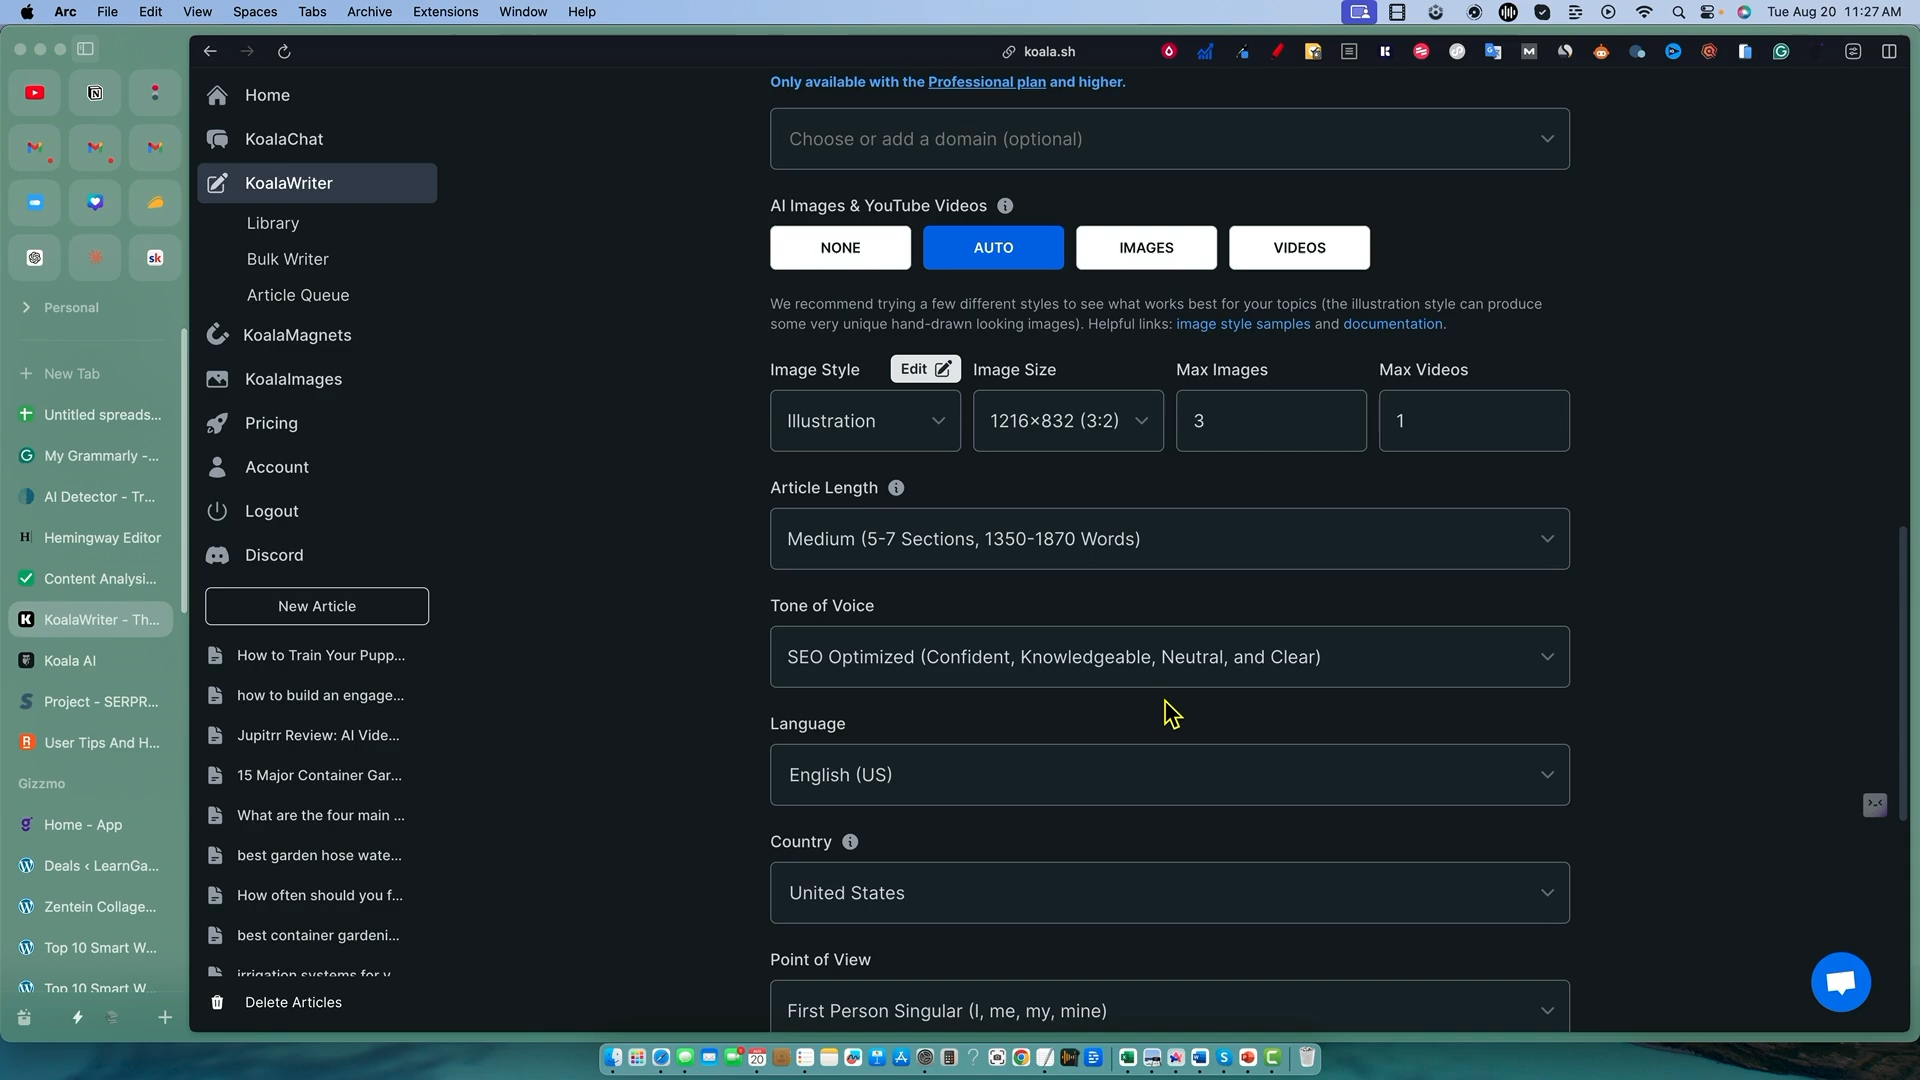 Arc File Edit View Spaces Tabs Archive Extensions Window Help
Tue Aug 20 11:27 AM
koala.sh
Personal
New Tab
Untitled spreads...
My Grammarly -...
AI Detector - Tr...
Hemingway Editor
Content Analysi...
KoalaWriter - Th...
Koala AI
Project - SERPR...
User Tips And H...
Gizzmo
Home - App
Deals ‹ LearnGa...
Zentein Collage...
Top 10 Smart W...
Top 10 Smart W...
Home
KoalaChat
KoalaWriter
Library
Bulk Writer
Article Queue
KoalaMagnets
KoalaImages
Pricing
Account
Logout
Discord
New Article
How to Train Your Pupp...
how to build an engage...
Jupitrr Review: AI Vide...
15 Major Container Gar...
What are the four main ...
best garden hose wate...
How often should you f...
best container gardeni...
irrigation systems for v
Delete Articles
Only available with the Professional plan and higher.
Choose or add a domain (optional)
AI Images & YouTube Videos
NONE AUTO IMAGES VIDEOS
We recommend trying a few different styles to see what works best for your topics (the illustration style can produce
some very unique hand-drawn looking images). Helpful links: image style samples and documentation.
Image Style Edit Image Size Max Images Max Videos
Illustration 1216×832 (3:2) 3 1
Article Length
Medium (5-7 Sections, 1350-1870 Words)
Tone of Voice
SEO Optimized (Confident, Knowledgeable, Neutral, and Clear)
Language
English (US)
Country
United States
Point of View
First Person Singular (I, me, my, mine)